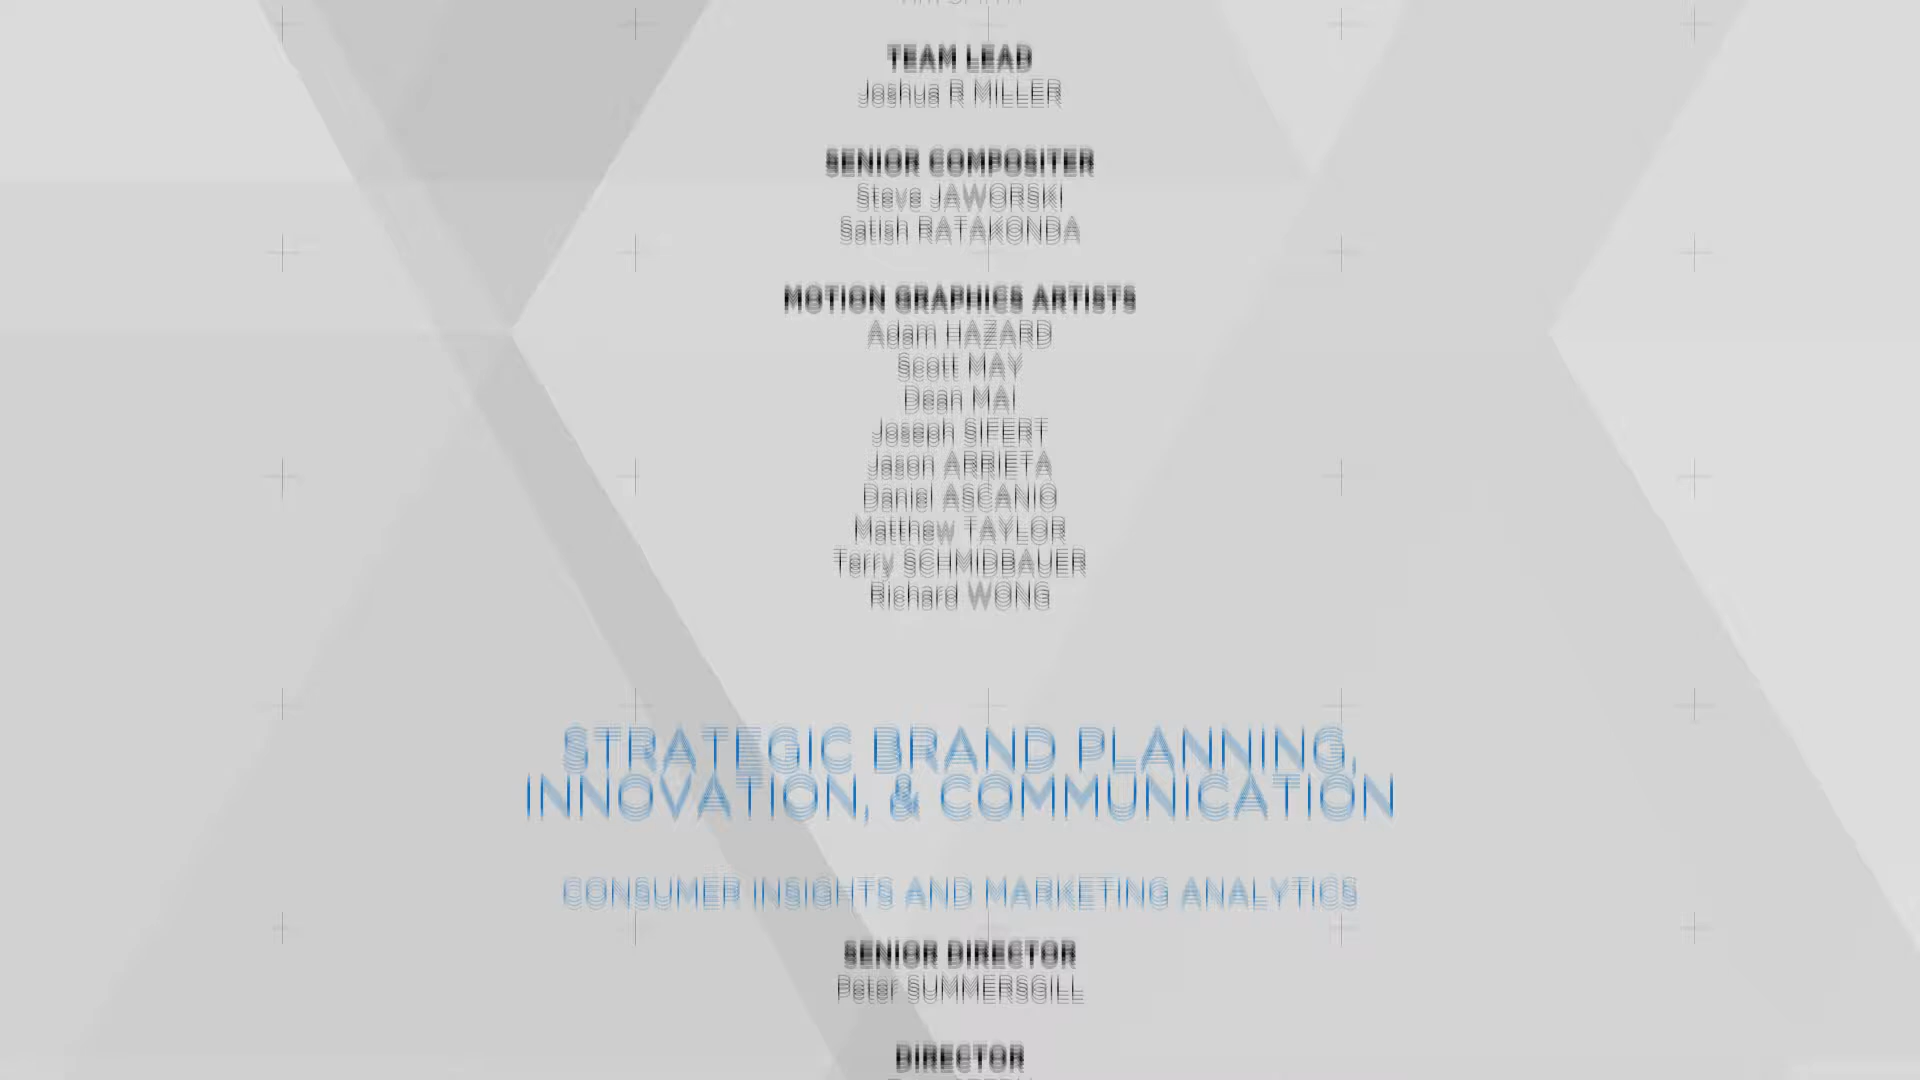 TEAM LEAD
Joshua R MILLER
SENIOR COMPOSITER
Steve JAWORSKI
Satish RATAKONDA
MOTION GRAPHICS ARTISTS
Adam HAZARD
Scott MAY
Dean MAI
Joseph SIFERT
Jason ARRIETA
Daniel ASCANIO
Matthew TAYLOR
Terry SCHMIDBAUER
Richard WONG
STRATEGIC BRAND PLANNING,
INNOVATION, & COMMUNICATION
CONSUMER INSIGHTS AND MARKETING ANALYTICS
SENIOR DIRECTOR
Peter SUMMERSGILL
DIRECTOR